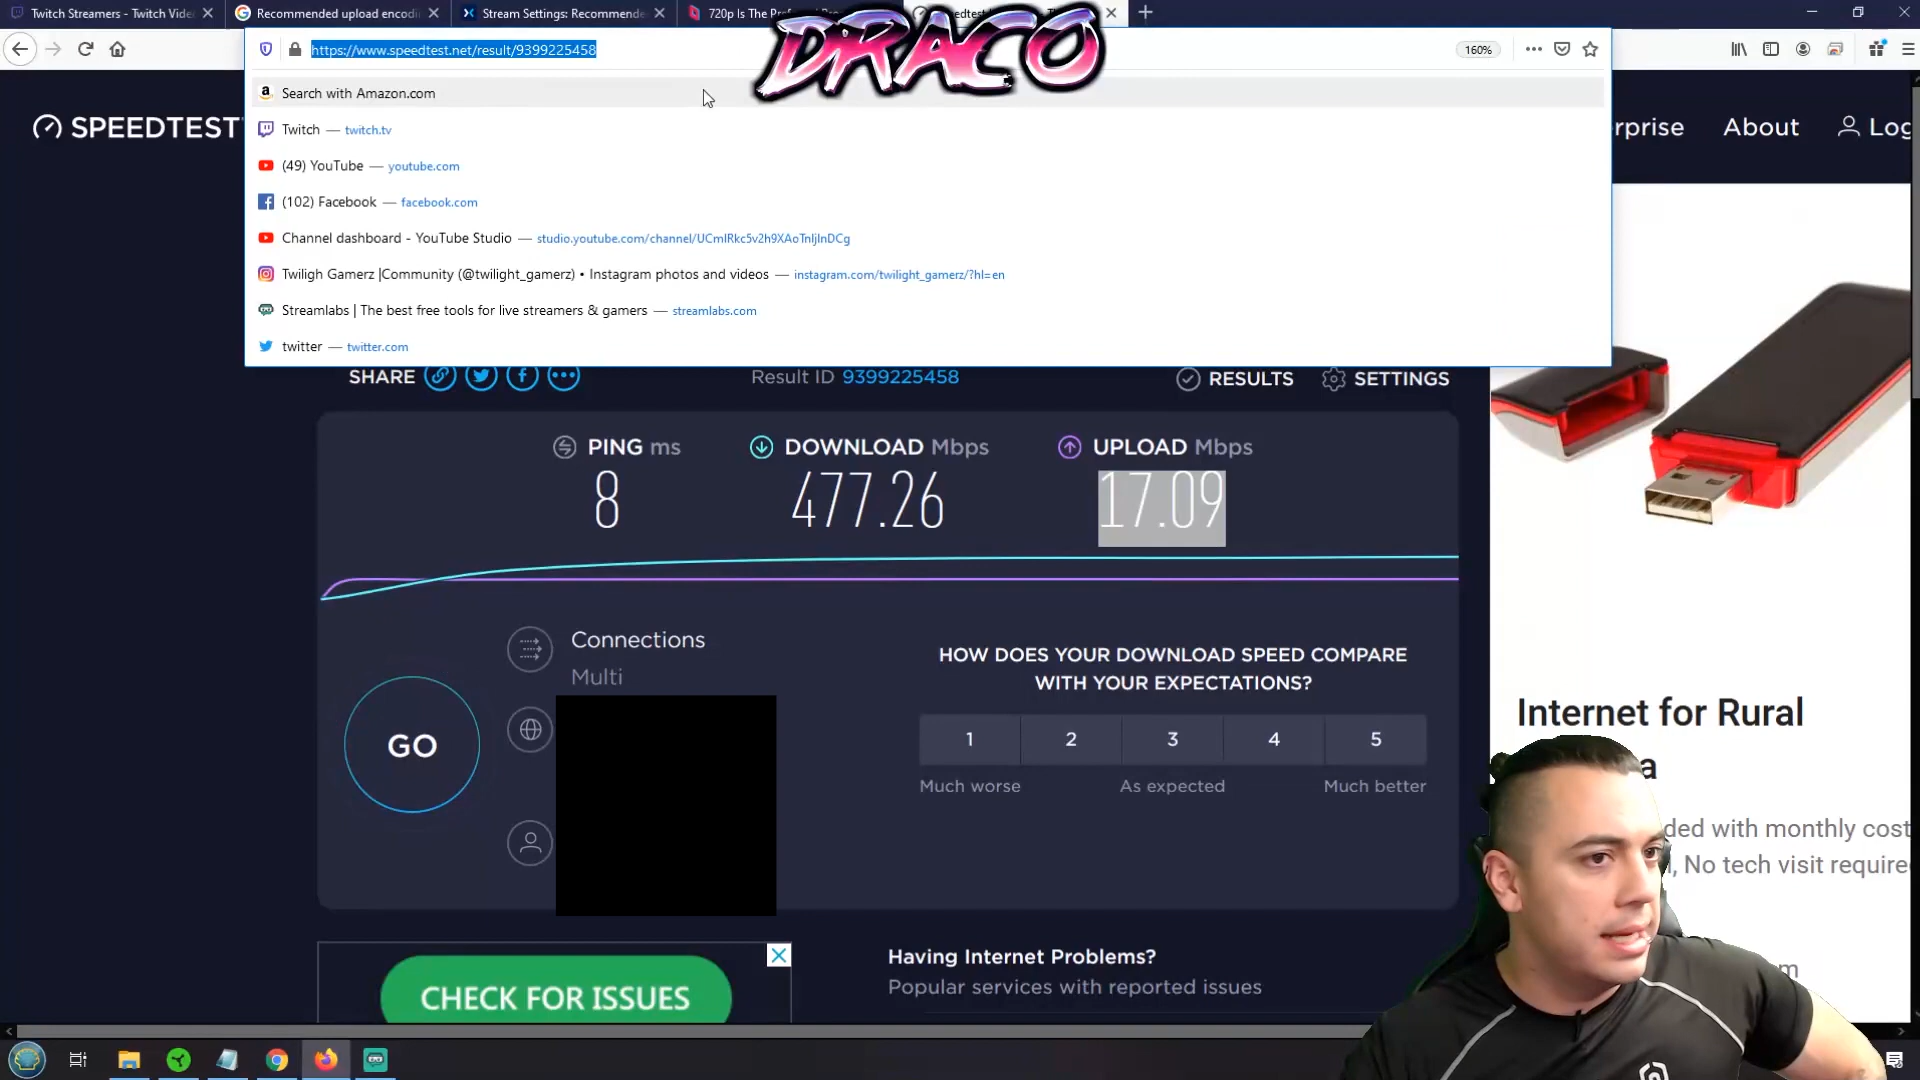 Twitch Streamers - Twitch Vide
Recommended upload encodi
Stream Settings: Recommende
720p Is The Pref
DRACO
https://www.speedtest.net/result/9399225458
160%
Search with Amazon.com
Twitch — twitch.tv
(49) YouTube — youtube.com
(102) Facebook — facebook.com
Channel dashboard - YouTube Studio — studio.youtube.com/channel/UCmlRkc5v2h9XAoTnIjInDCg
Twiligh Gamerz |Community (@twilight_gamerz) • Instagram photos and videos — instagram.com/twilight_gamerz/?hl=en
Streamlabs | The best free tools for live streamers & gamers — streamlabs.com
twitter — twitter.com
SPEEDTEST
rprise
About
Log
SHARE
Result ID 9399225458
RESULTS
SETTINGS
PING ms
DOWNLOAD Mbps
UPLOAD Mbps
8
477.26
17.09
Connections
Multi
GO
HOW DOES YOUR DOWNLOAD SPEED COMPARE
WITH YOUR EXPECTATIONS?
1
2
3
4
5
Much worse
As expected
Much better
Internet for Rural
a
ded with monthly cost
, No tech visit require
m
CHECK FOR ISSUES
Having Internet Problems?
Popular services with reported issues